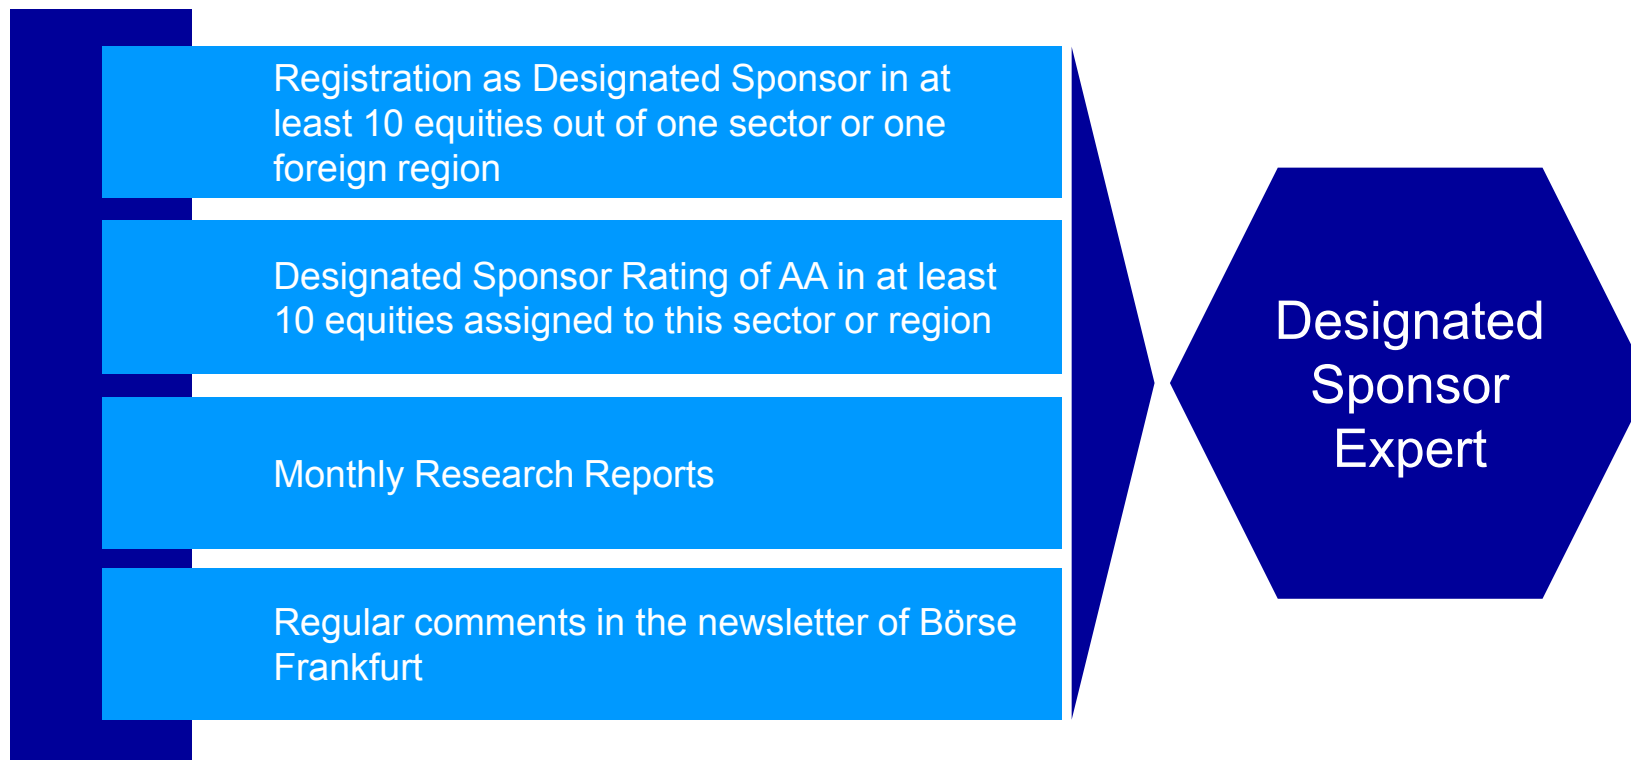 Registration as Designated Sponsor in at
least 10 equities out of one sector or one
foreign region
Designated Sponsor Rating of AA in at least
10 equities assigned to this sector or region
Monthly Research Reports
Regular comments in the newsletter of Börse
Frankfurt
Designated
Sponsor
Expert